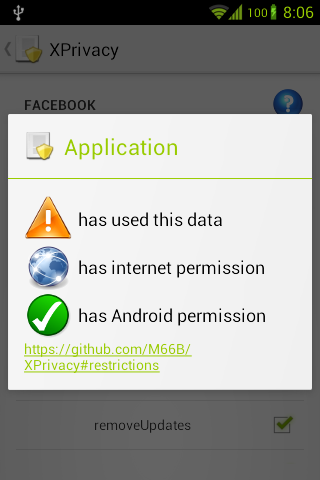 100 8:06
XPrivacy
FACEBOOK
Application
has used this data
has internet permission
has Android permission
https://github.com/M66B/
XPrivacy#restrictions
removeUpdates